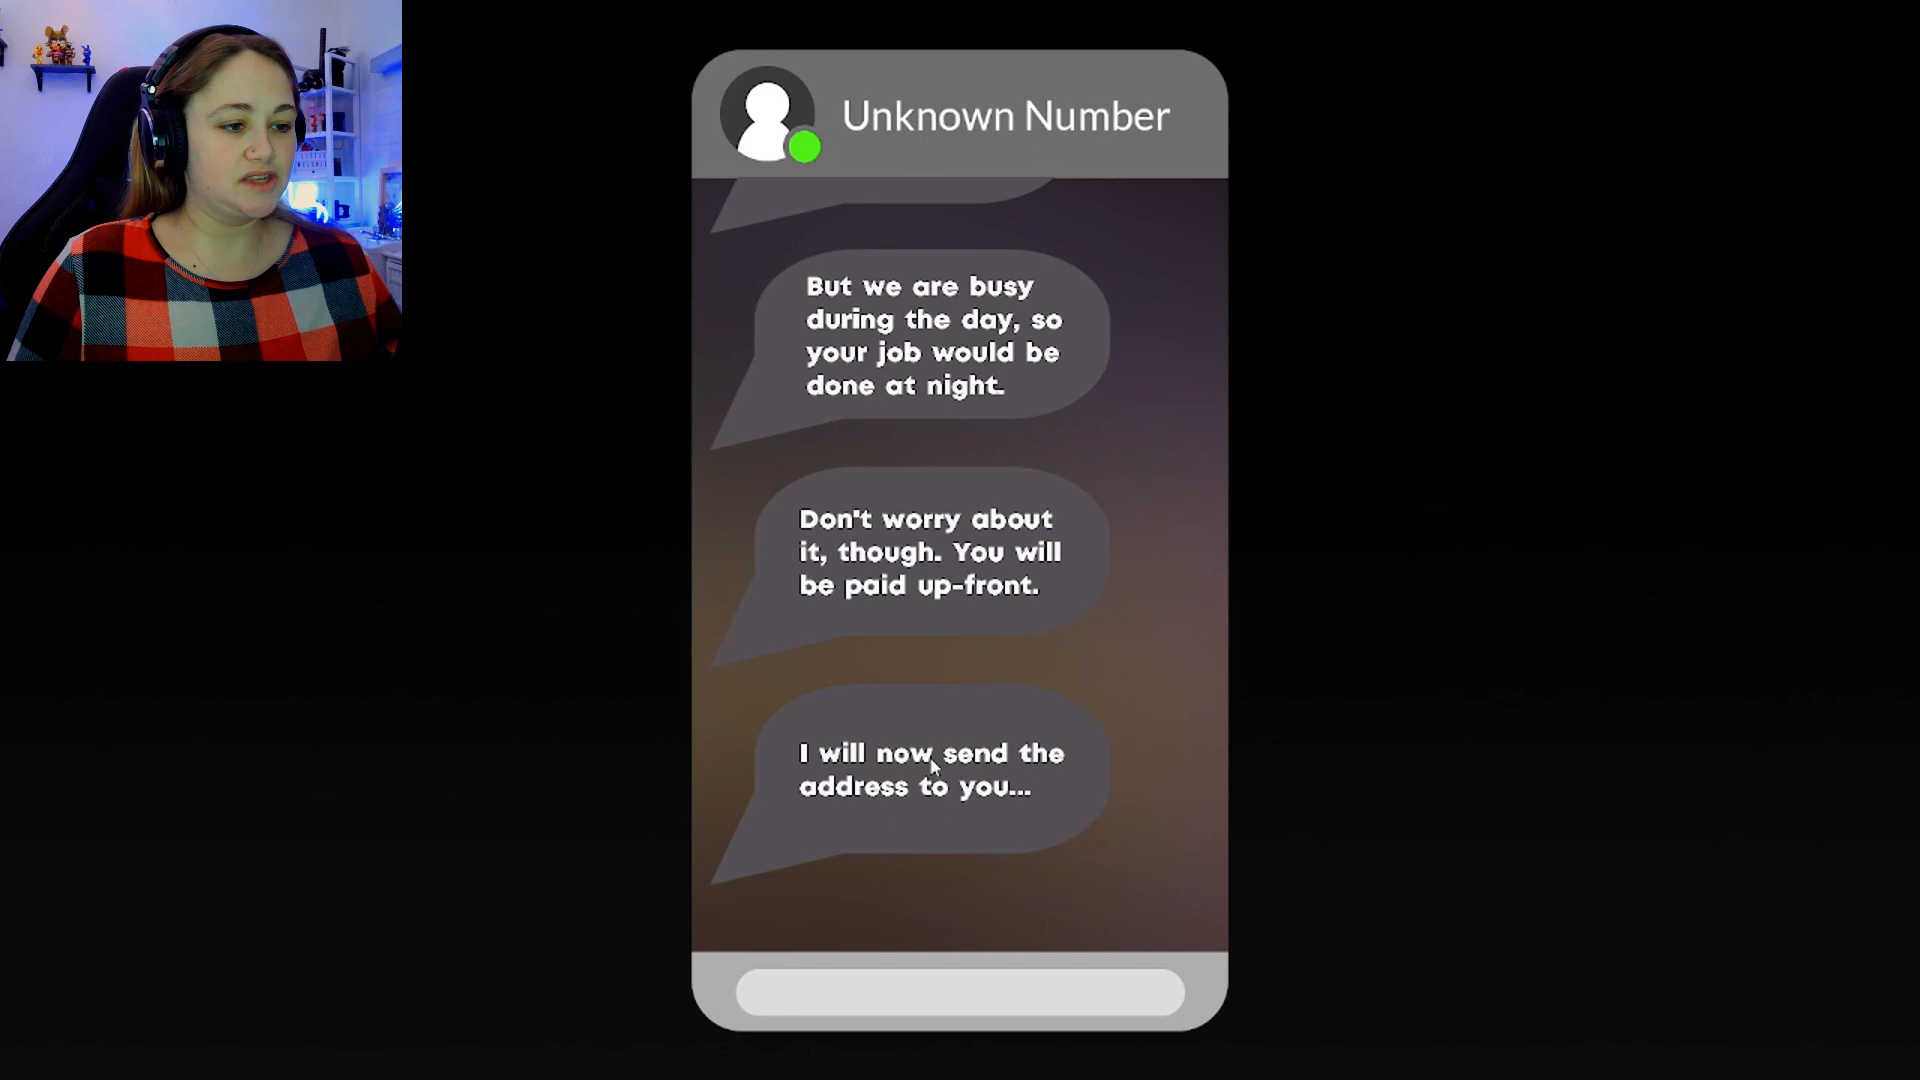 Unknown Number
But we are busy
during the day, so
your job would be
done at night.
Don't worry about
it, though. You will
be paid up-front.
I will now send the
address to you...
LITTLE